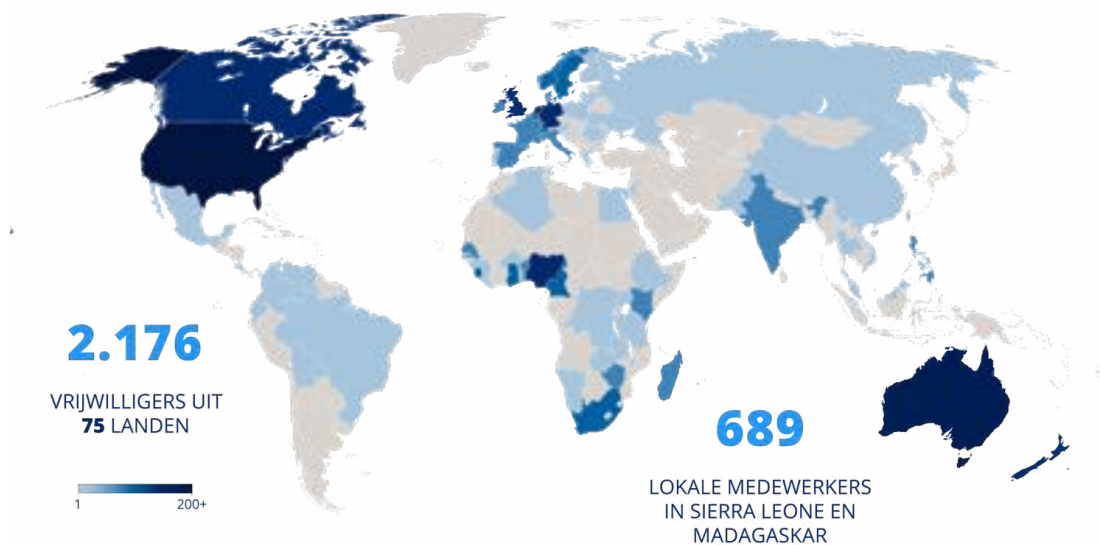 2.176
VRIJWILLIGERS UIT
75 LANDEN
1 200+
689
LOKALE MEDEWERKERS
IN SIERRA LEONE EN
MADAGASKAR